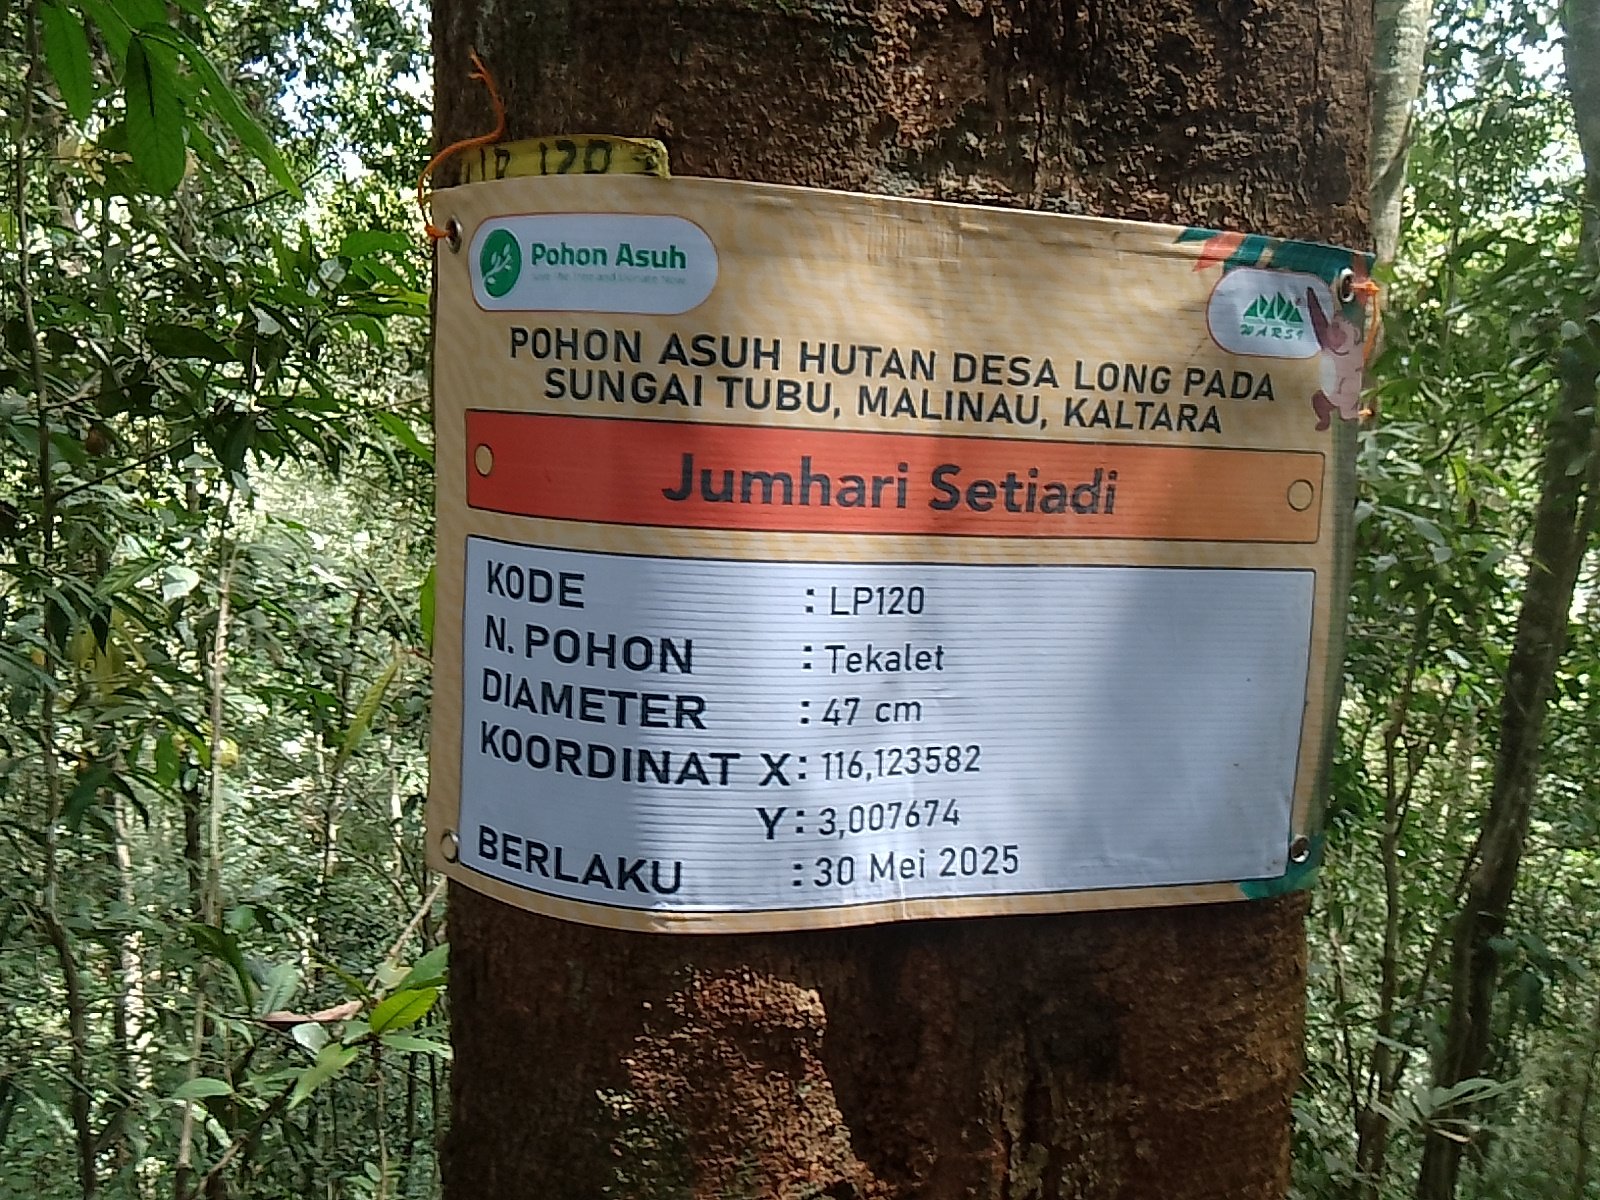 LP 120
Pohon Asuh
WARSI
POHON ASUH HUTAN DESA LONG PADA
SUNGAI TUBU, MALINAU, KALTARA
Jumhari Setiadi
KODE : LP120
N. POHON : Tekalet
DIAMETER : 47 cm
KOORDINAT X: 116,123582
Y: 3,007674
BERLAKU : 30 Mei 2025